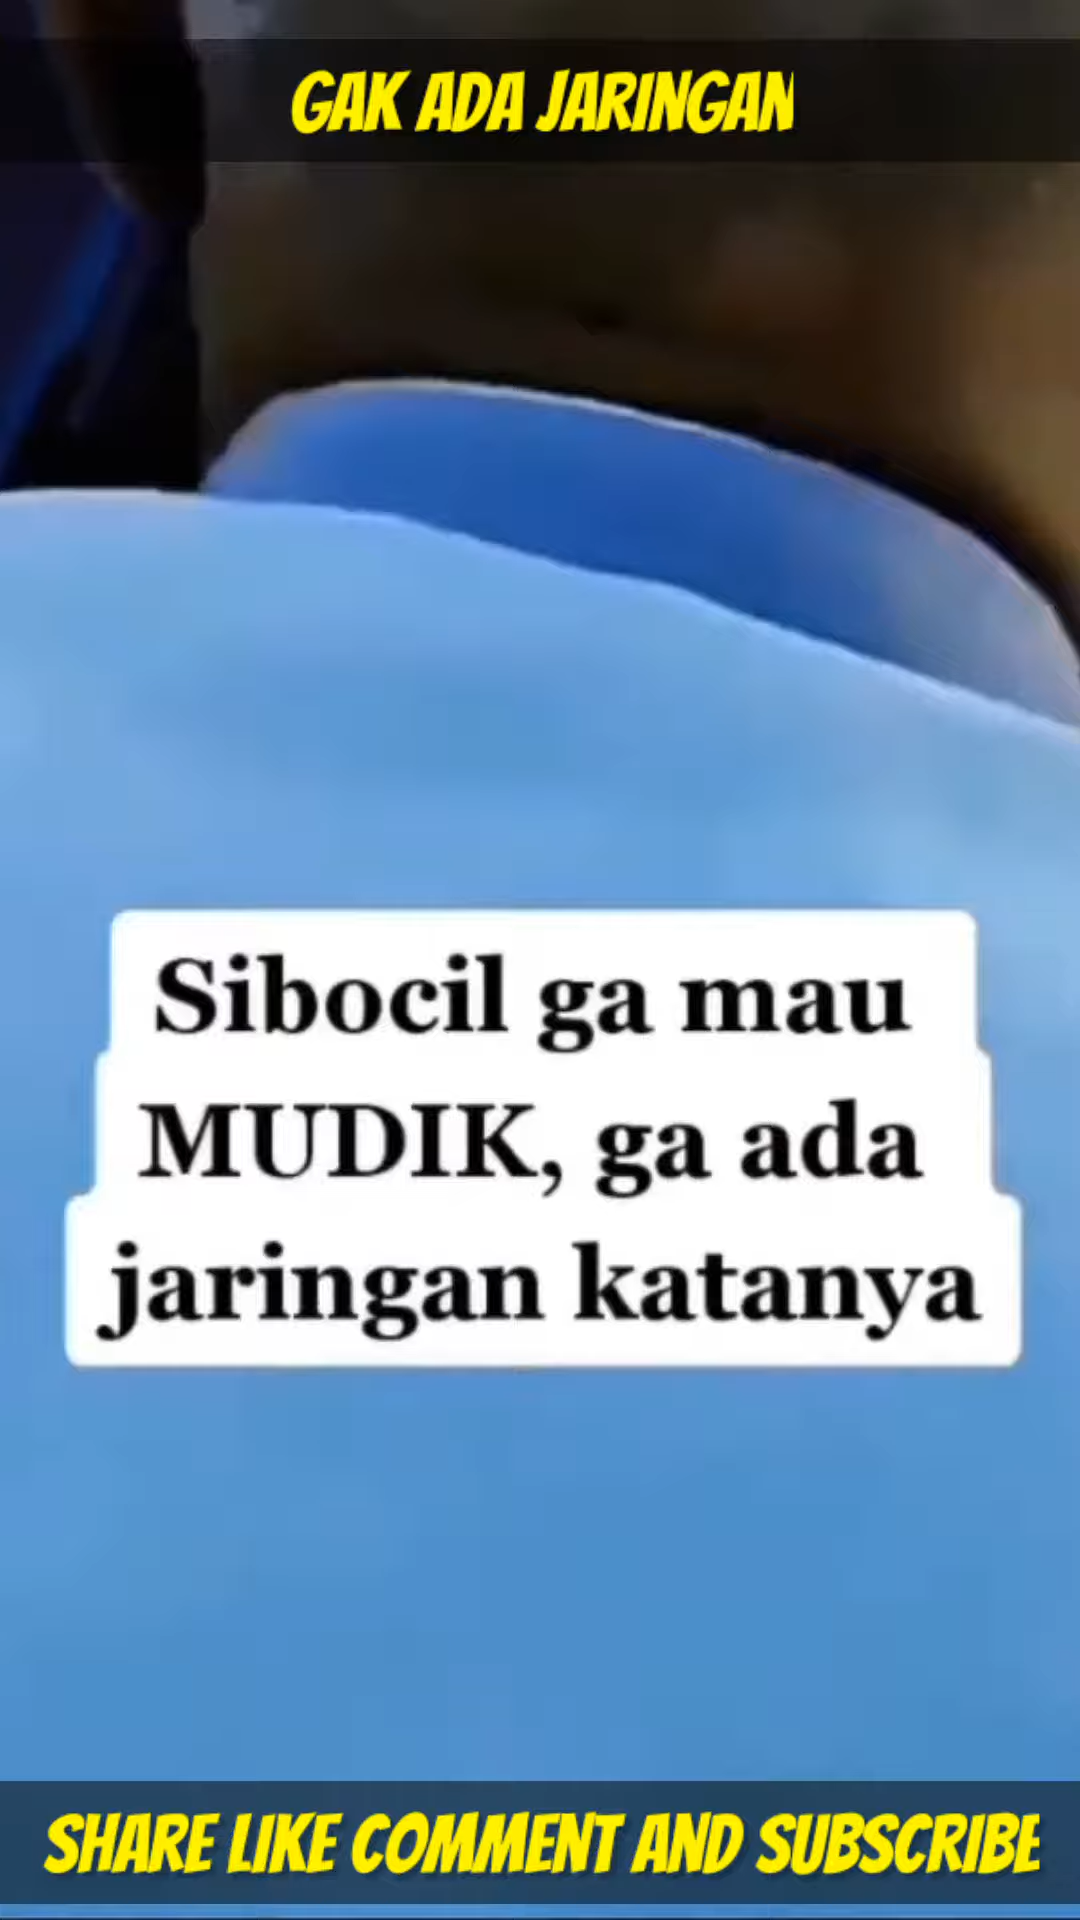 GAK ADA JARINGAN
Sibocil ga mau
MUDIK, ga ada
jaringan katanya
SHARE LIKE COMMENT AND SUBSCRIBE